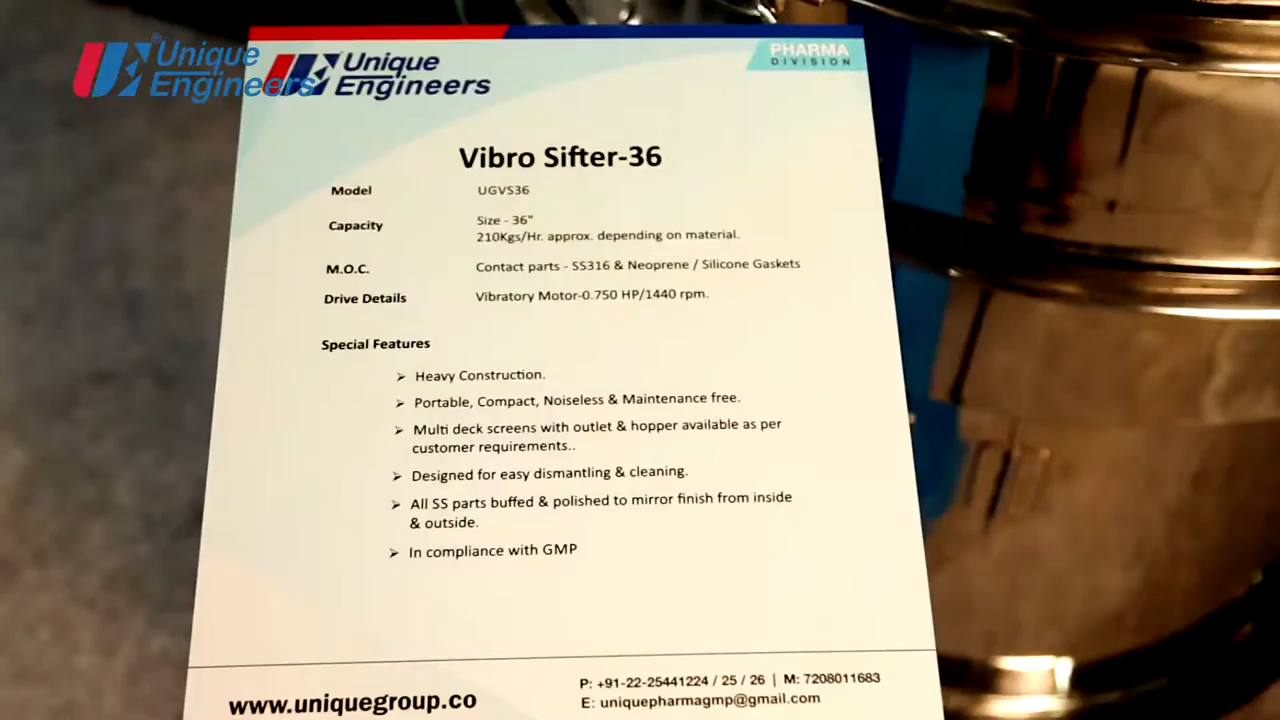 Unique
Engineers
Unique
Engineers
PHARMA
DIVISION
Vibro Sifter-36
Model UGVS36
Capacity Size - 36"
210Kgs/Hr. approx. depending on material.
M.O.C. Contact parts - SS316 & Neoprene / Silicone Gaskets
Drive Details Vibratory Motor-0.750 HP/1440 rpm.
Special Features
➢ Heavy Construction.
➢ Portable, Compact, Noiseless & Maintenance free.
➢ Multi deck screens with outlet & hopper available as per
customer requirements..
➢ Designed for easy dismantling & cleaning.
➢ All SS parts buffed & polished to mirror finish from inside
& outside.
➢ In compliance with GMP
www.uniquegroup.co
P: +91-22-25441224 / 25 / 26 | M: 7208011683
E: uniquepharmagmp@gmail.com